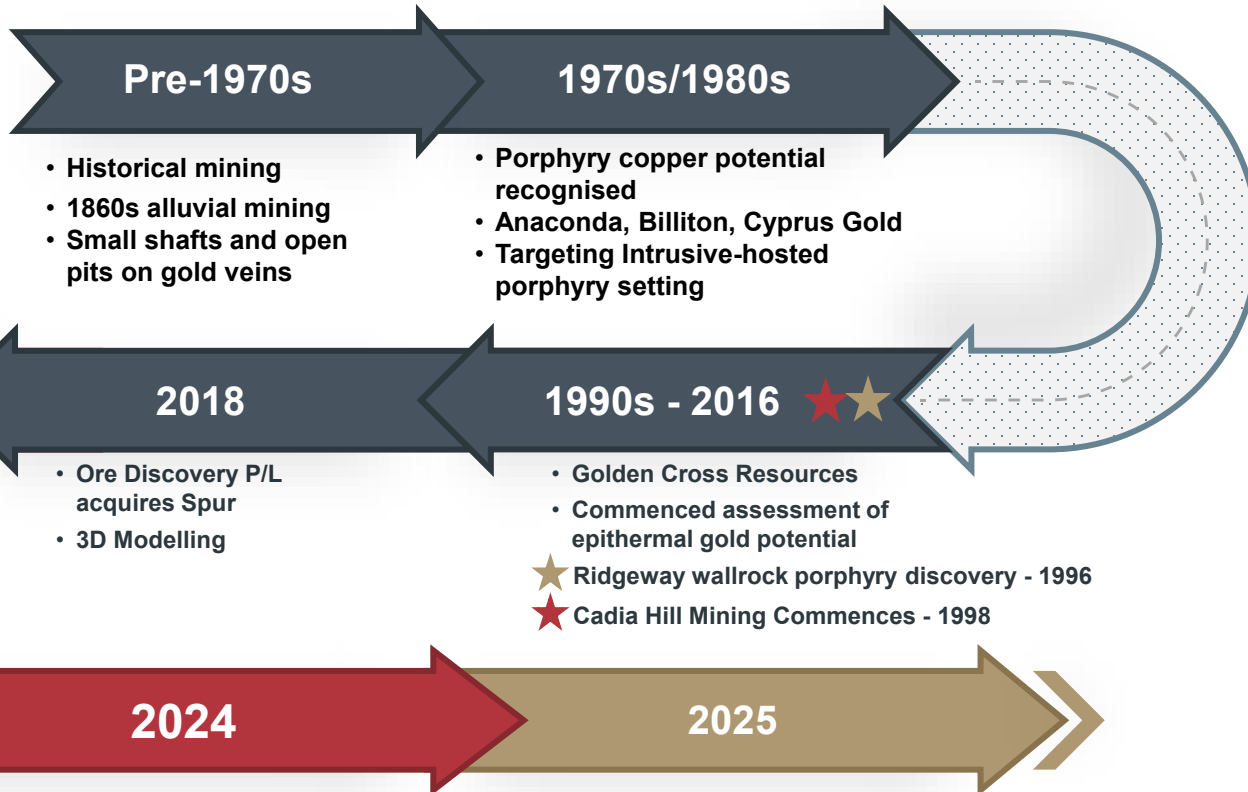 Pre-1970s
1970s/1980s
• Historical mining
• 1860s alluvial mining
• Small shafts and open
pits on gold veins
• Porphyry copper potential
recognised
• Anaconda, Billiton, Cyprus Gold
• Targeting Intrusive-hosted
porphyry setting
2018
1990s - 2016
• Ore Discovery P/L
acquires Spur
• 3D Modelling
• Golden Cross Resources
• Commenced assessment of
epithermal gold potential
Ridgeway wallrock porphyry discovery - 1996
Cadia Hill Mining Commences - 1998
2024
2025